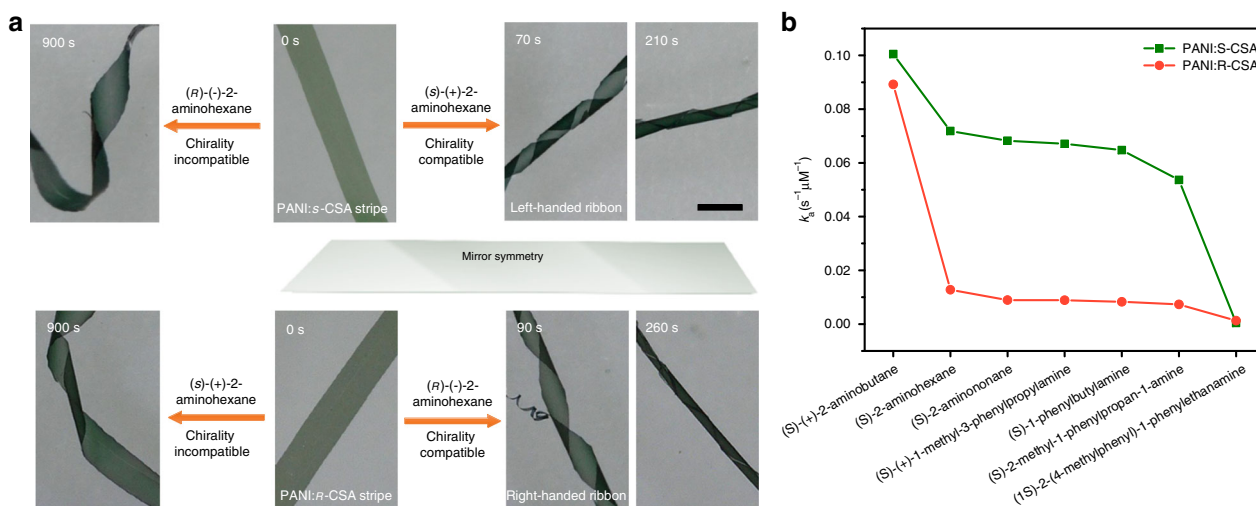 a
900 s
(R)-(-)-2-
aminohexane
Chirality
incompatible
0 s
PANI:s-CSA stripe
(s)-(+)-2-
aminohexane
Chirality
compatible
70 s
Left-handed ribbon
210 s
Mirror symmetry
900 s
(s)-(+)-2-
aminohexane
Chirality
incompatible
0 s
PANI:R-CSA stripe
(R)-(-)-2-
aminohexane
Chirality
compatible
90 s
Right-handed ribbon
260 s
b
PANI:S-CSA
PANI:R-CSA
kₐ (s⁻¹ μM⁻¹)
0.10
0.08
0.06
0.04
0.02
0.00
(S)-(+)-2-aminobutane
(S)-2-aminohexane
(S)-2-aminononane
(S)-(+)-1-methyl-3-phenylpropylamine
(S)-1-phenylbutylamine
(S)-2-methyl-1-phenylpropan-1-amine
(1S)-2-(4-methylphenyl)-1-phenylethanamine